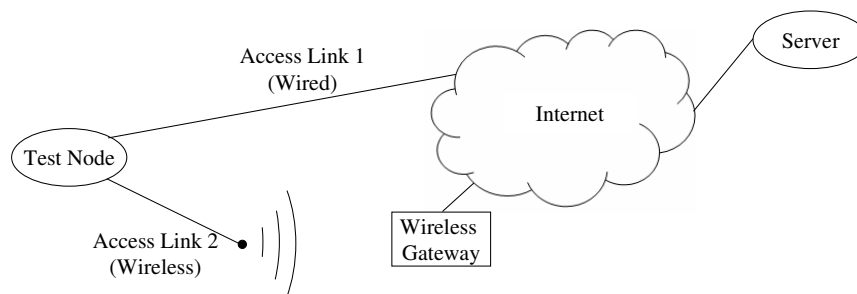 Access Link 1
(Wired)
Server
Internet
Test Node
Access Link 2
(Wireless)
Wireless
Gateway